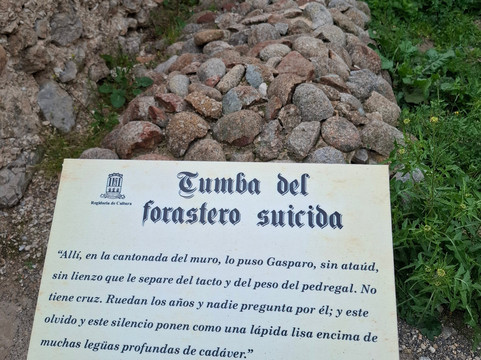 Regiduría de Cultura
Tumba del
forastero suicida
"Allí, en la cantonada del muro, lo puso Gasparo, sin ataúd,
sin lienzo que le separe del tacto y del peso del pedregal. No
tiene cruz. Ruedan los años y nadie pregunta por él; y este
olvido y este silencio ponen como una lápida lisa encima de
muchas legüas profundas de cadáver."